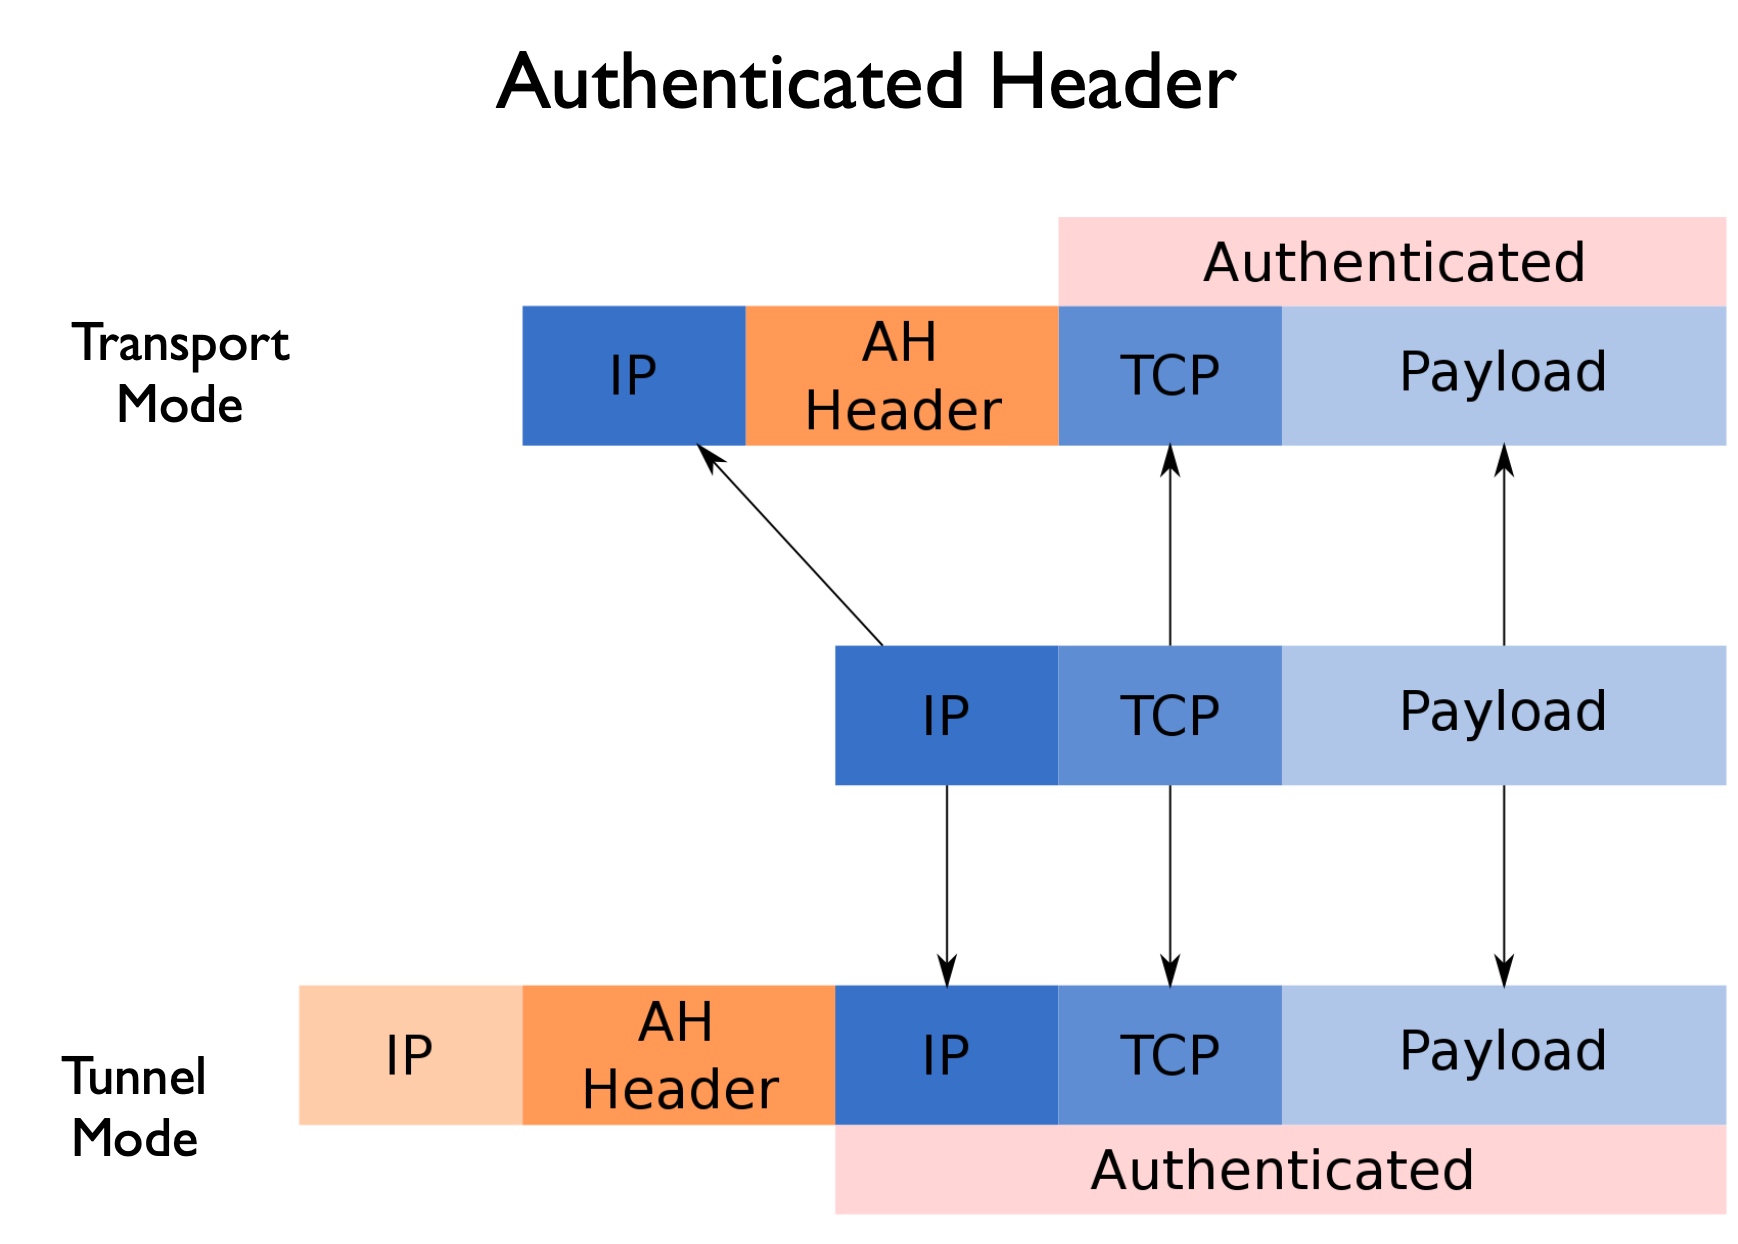 Authenticated Header
Authenticated
Transport
Mode
IP
AH
Header
TCP
Payload
IP
TCP
Payload
Tunnel
Mode
IP
AH
Header
IP
TCP
Payload
Authenticated